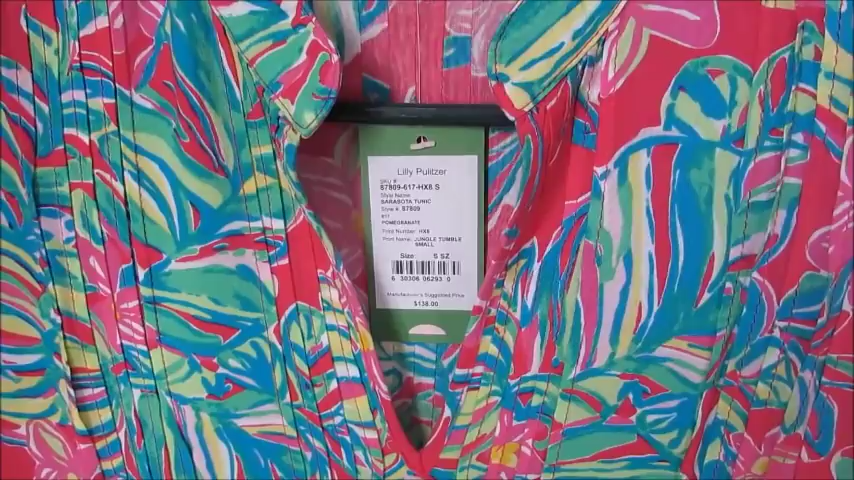 Lilly Pulitzer
SKU #
87809-617-HX8 S
Style Name
SARASOTA TUNIC
Style #: 87809
617
POMEGRANATE
Print Number: HX8
Print Name: JUNGLE TUMBLE
SMALL
Size S SZ
6 30306 06293 0
Manufacturer's Suggested Price
$138.00